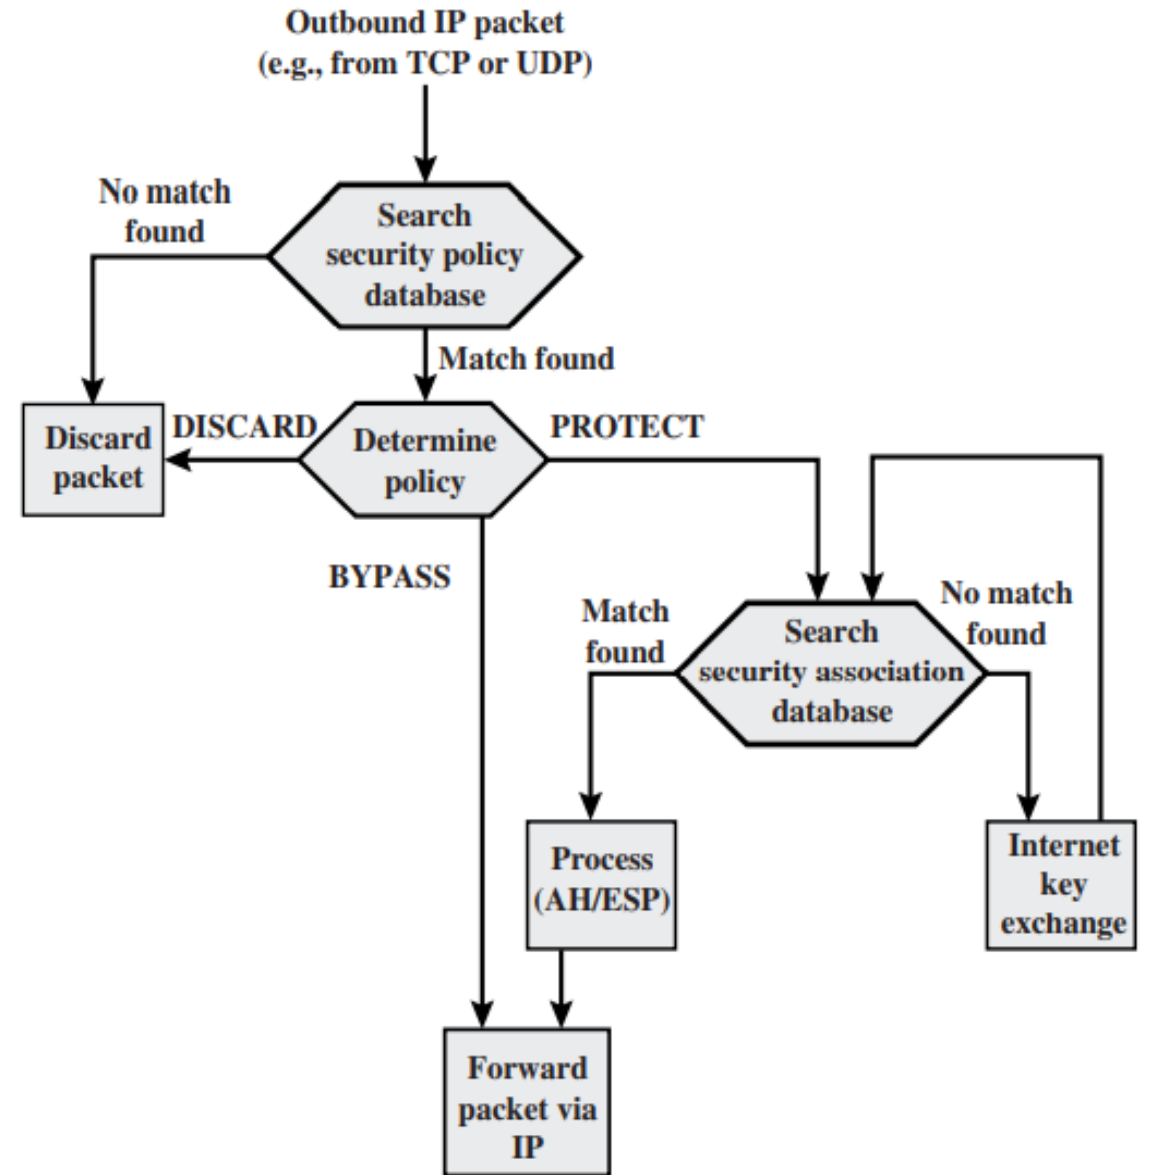 Outbound IP packet
(e.g., from TCP or UDP)
No match
found
Search
security policy
database
Match found
Discard
packet
DISCARD
Determine
policy
PROTECT
BYPASS
Match
found
Search
security association
database
No match
found
Process
(AH/ESP)
Internet
key
exchange
Forward
packet via
IP